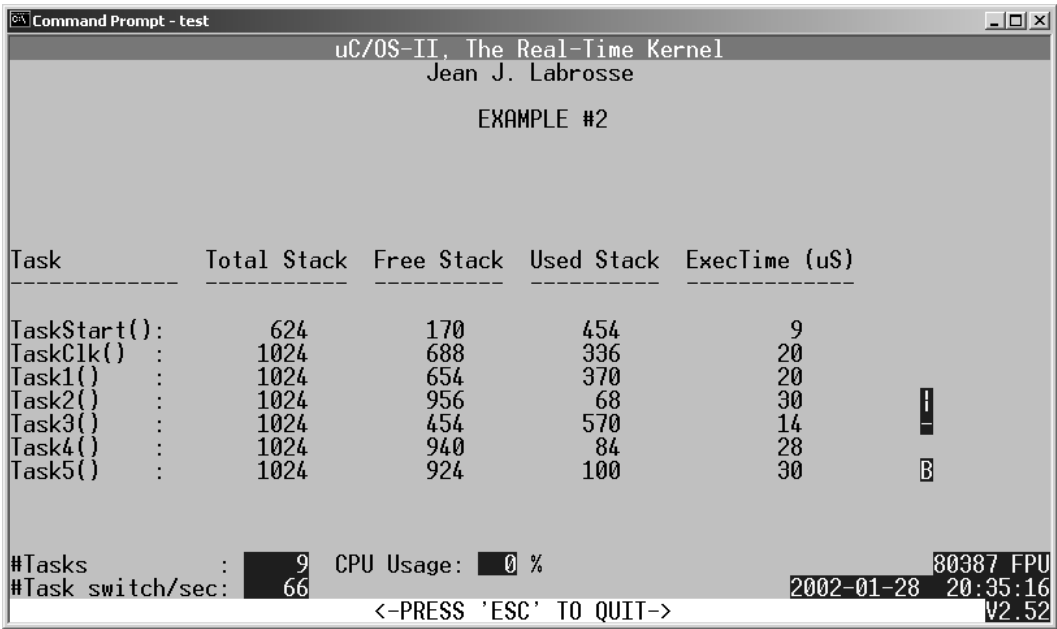 Command Prompt - test
uC/OS-II, The Real-Time Kernel
Jean J. Labrosse
EXAMPLE #2
Task Total Stack Free Stack Used Stack ExecTime (uS)
------------- ----------- ---------- ---------- -------------
TaskStart(): 624 170 454 9
TaskClk() : 1024 688 336 20
Task1() : 1024 654 370 20
Task2() : 1024 956 68 30 |
Task3() : 1024 454 570 14 -
Task4() : 1024 940 84 28
Task5() : 1024 924 100 30 B
#Tasks : 9 CPU Usage: 0 % 80387 FPU
#Task switch/sec: 66 2002-01-28 20:35:16
<-PRESS 'ESC' TO QUIT-> V2.52